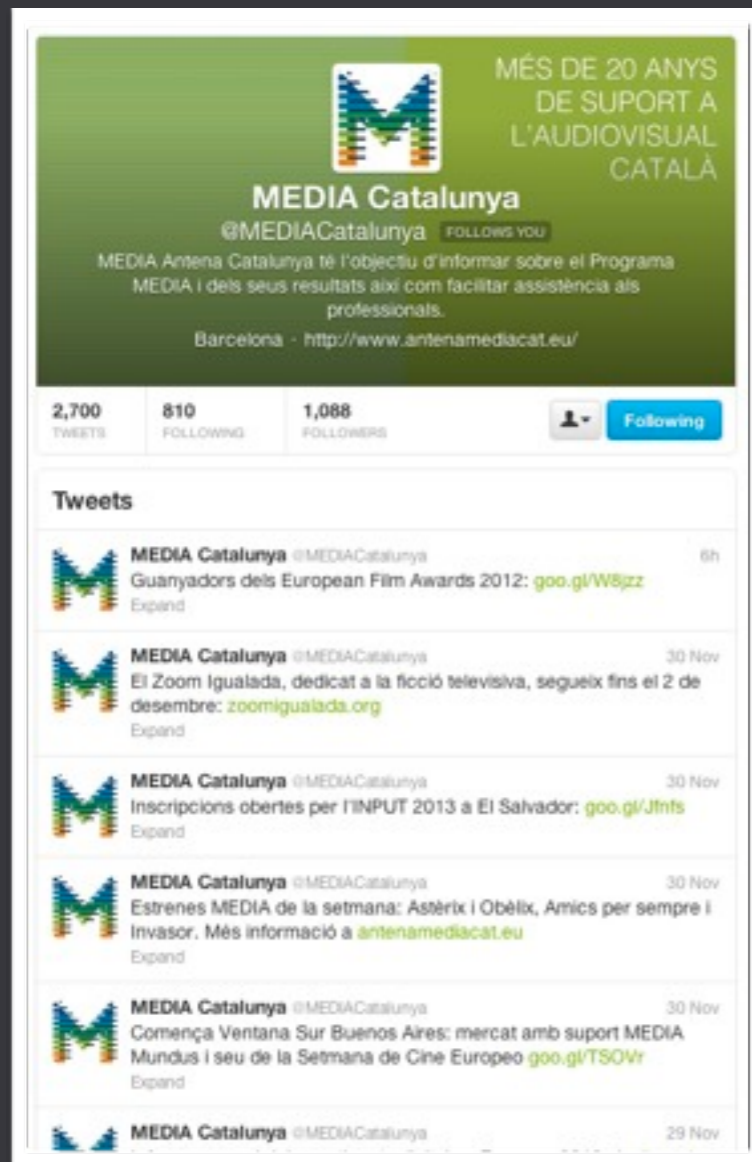 MÉS DE 20 ANYS
DE SUPORT A
L'AUDIOVISUAL
CATALÀ
MEDIA Catalunya
@MEDIACatalunya FOLLOWS YOU
MEDIA Antena Catalunya té l'objectiu d'informar sobre el Programa
MEDIA i dels seus resultats així com facilitar assistència als
professionals.
Barcelona - http://www.antenamediacat.eu/
2,700 810 1,088
TWEETS FOLLOWING FOLLOWERS
Following
Tweets
MEDIA Catalunya @MEDIACatalunya 6h
Guanyadors dels European Film Awards 2012: goo.gl/W8jzz
Expand
MEDIA Catalunya @MEDIACatalunya 30 Nov
El Zoom Igualada, dedicat a la ficció televisiva, segueix fins el 2 de
desembre: zoomigualada.org
Expand
MEDIA Catalunya @MEDIACatalunya 30 Nov
Inscripcions obertes per l'INPUT 2013 a El Salvador: goo.gl/Jfnfs
Expand
MEDIA Catalunya @MEDIACatalunya 30 Nov
Estrenes MEDIA de la setmana: Astèrix i Obèlix, Amics per sempre i
Invasor. Més informació a antenamediacat.eu
Expand
MEDIA Catalunya @MEDIACatalunya 30 Nov
Comença Ventana Sur Buenos Aires: mercat amb suport MEDIA
Mundus i seu de la Setmana de Cine Europeo goo.gl/TSOVr
Expand
MEDIA Catalunya @MEDIACatalunya 29 Nov